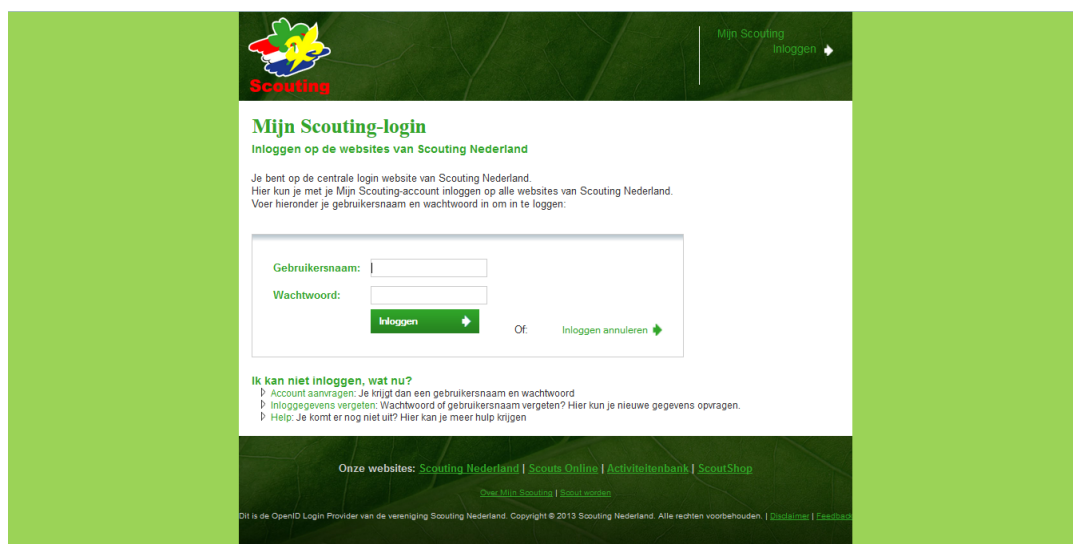 Scouting
Mijn Scouting
Inloggen
Mijn Scouting-login
Inloggen op de websites van Scouting Nederland
Je bent op de centrale login website van Scouting Nederland.
Hier kun je met je Mijn Scouting-account inloggen op alle websites van Scouting Nederland.
Voer hieronder je gebruikersnaam en wachtwoord in om in te loggen:
Gebruikersnaam:
Wachtwoord:
Inloggen
Of:
Inloggen annuleren
Ik kan niet inloggen, wat nu?
Account aanvragen: Je krijgt dan een gebruikersnaam en wachtwoord
Inloggegevens vergeten: Wachtwoord of gebruikersnaam vergeten? Hier kun je nieuwe gegevens opvragen.
Help: Je komt er nog niet uit? Hier kan je meer hulp krijgen
Onze websites: Scouting Nederland | Scouts Online | Activiteitenbank | ScoutShop
Over Mijn Scouting | Scout worden
Dit is de OpenID Login Provider van de vereniging Scouting Nederland. Copyright © 2013 Scouting Nederland. Alle rechten voorbehouden. | Disclaimer | Feedback